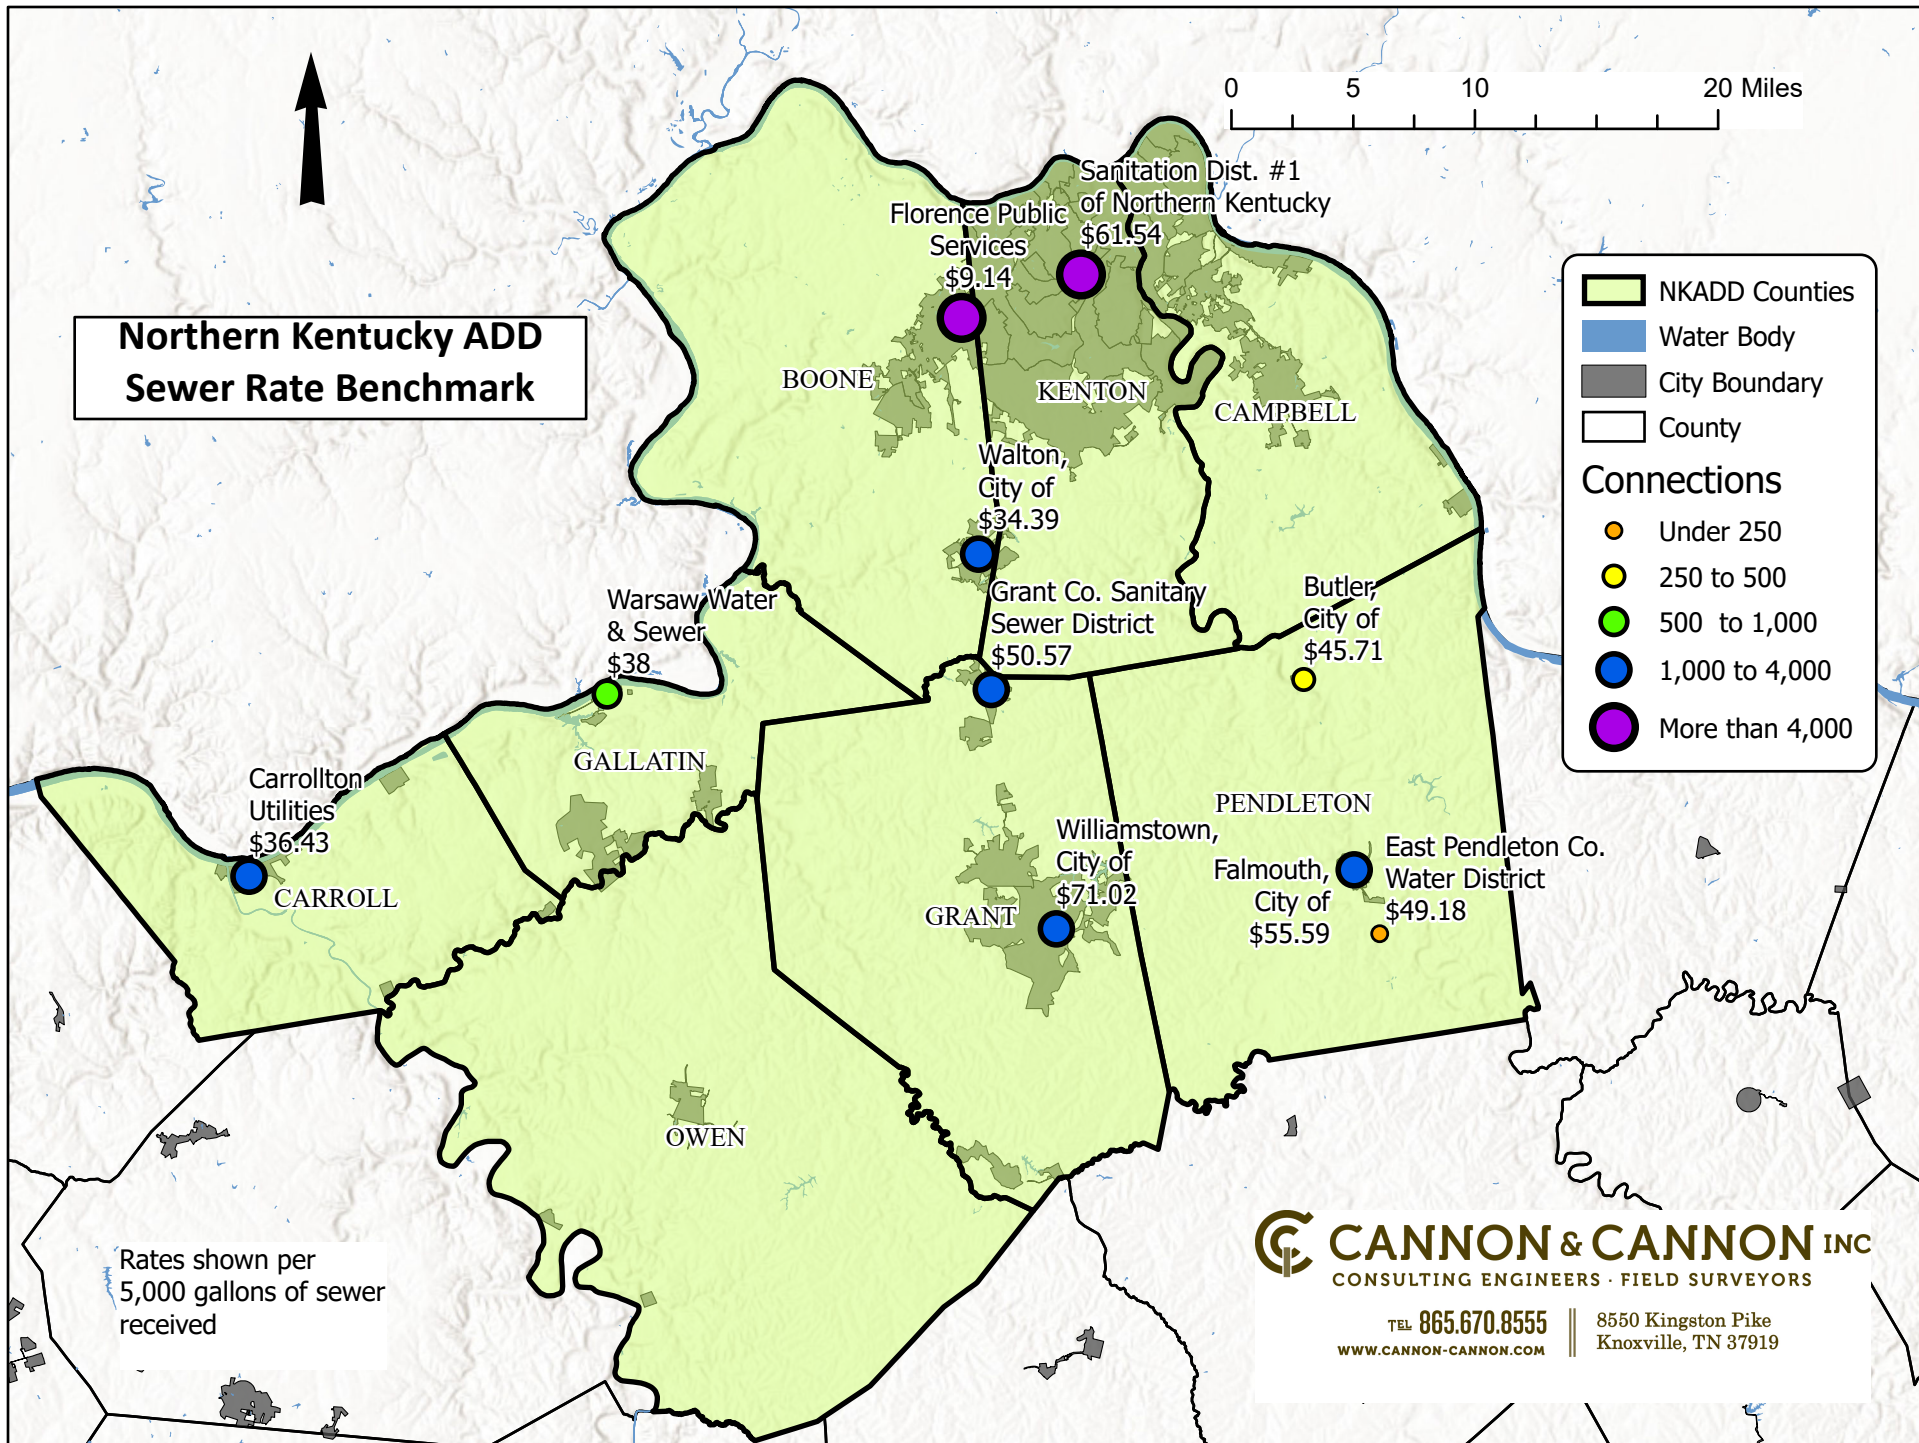 0 5 10 20 Miles
Northern Kentucky ADD
Sewer Rate Benchmark
Sanitation Dist. #1
of Northern Kentucky
$61.54
Florence Public
Services
$9.14
BOONE
KENTON
CAMPBELL
Walton,
City of
$34.39
Grant Co. Sanitary
Sewer District
$50.57
Butler,
City of
$45.71
Warsaw Water
& Sewer
$38
GALLATIN
Carrollton
Utilities
$36.43
CARROLL
Williamstown,
City of
$71.02
GRANT
PENDLETON
Falmouth,
City of
$55.59
East Pendleton Co.
Water District
$49.18
OWEN
NKADD Counties
Water Body
City Boundary
County
Connections
Under 250
250 to 500
500 to 1,000
1,000 to 4,000
More than 4,000
Rates shown per
5,000 gallons of sewer
received
CANNON & CANNON INC
CONSULTING ENGINEERS · FIELD SURVEYORS
TEL 865.670.8555
WWW.CANNON-CANNON.COM
8550 Kingston Pike
Knoxville, TN 37919